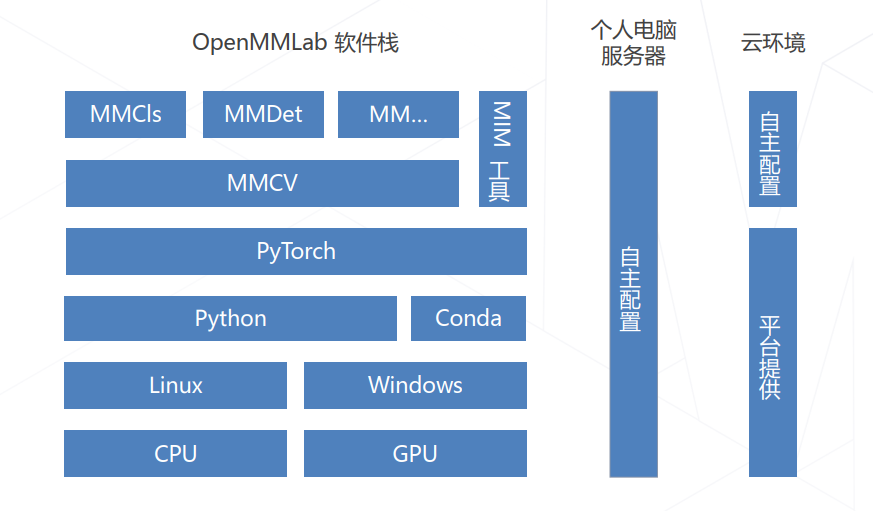 OpenMMLab 软件栈
个人电脑
服务器
云环境
MMCls
MMDet
MM...
MIM 工具
MMCV
PyTorch
Python
Conda
Linux
Windows
CPU
GPU
自主配置
自主配置
平台提供